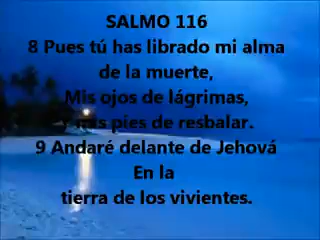 SALMO 116
8 Pues tú has librado mi alma
de la muerte,
Mis ojos de lágrimas,
mis pies de resbalar.
9 Andaré delante de Jehová
En la
tierra de los vivientes.